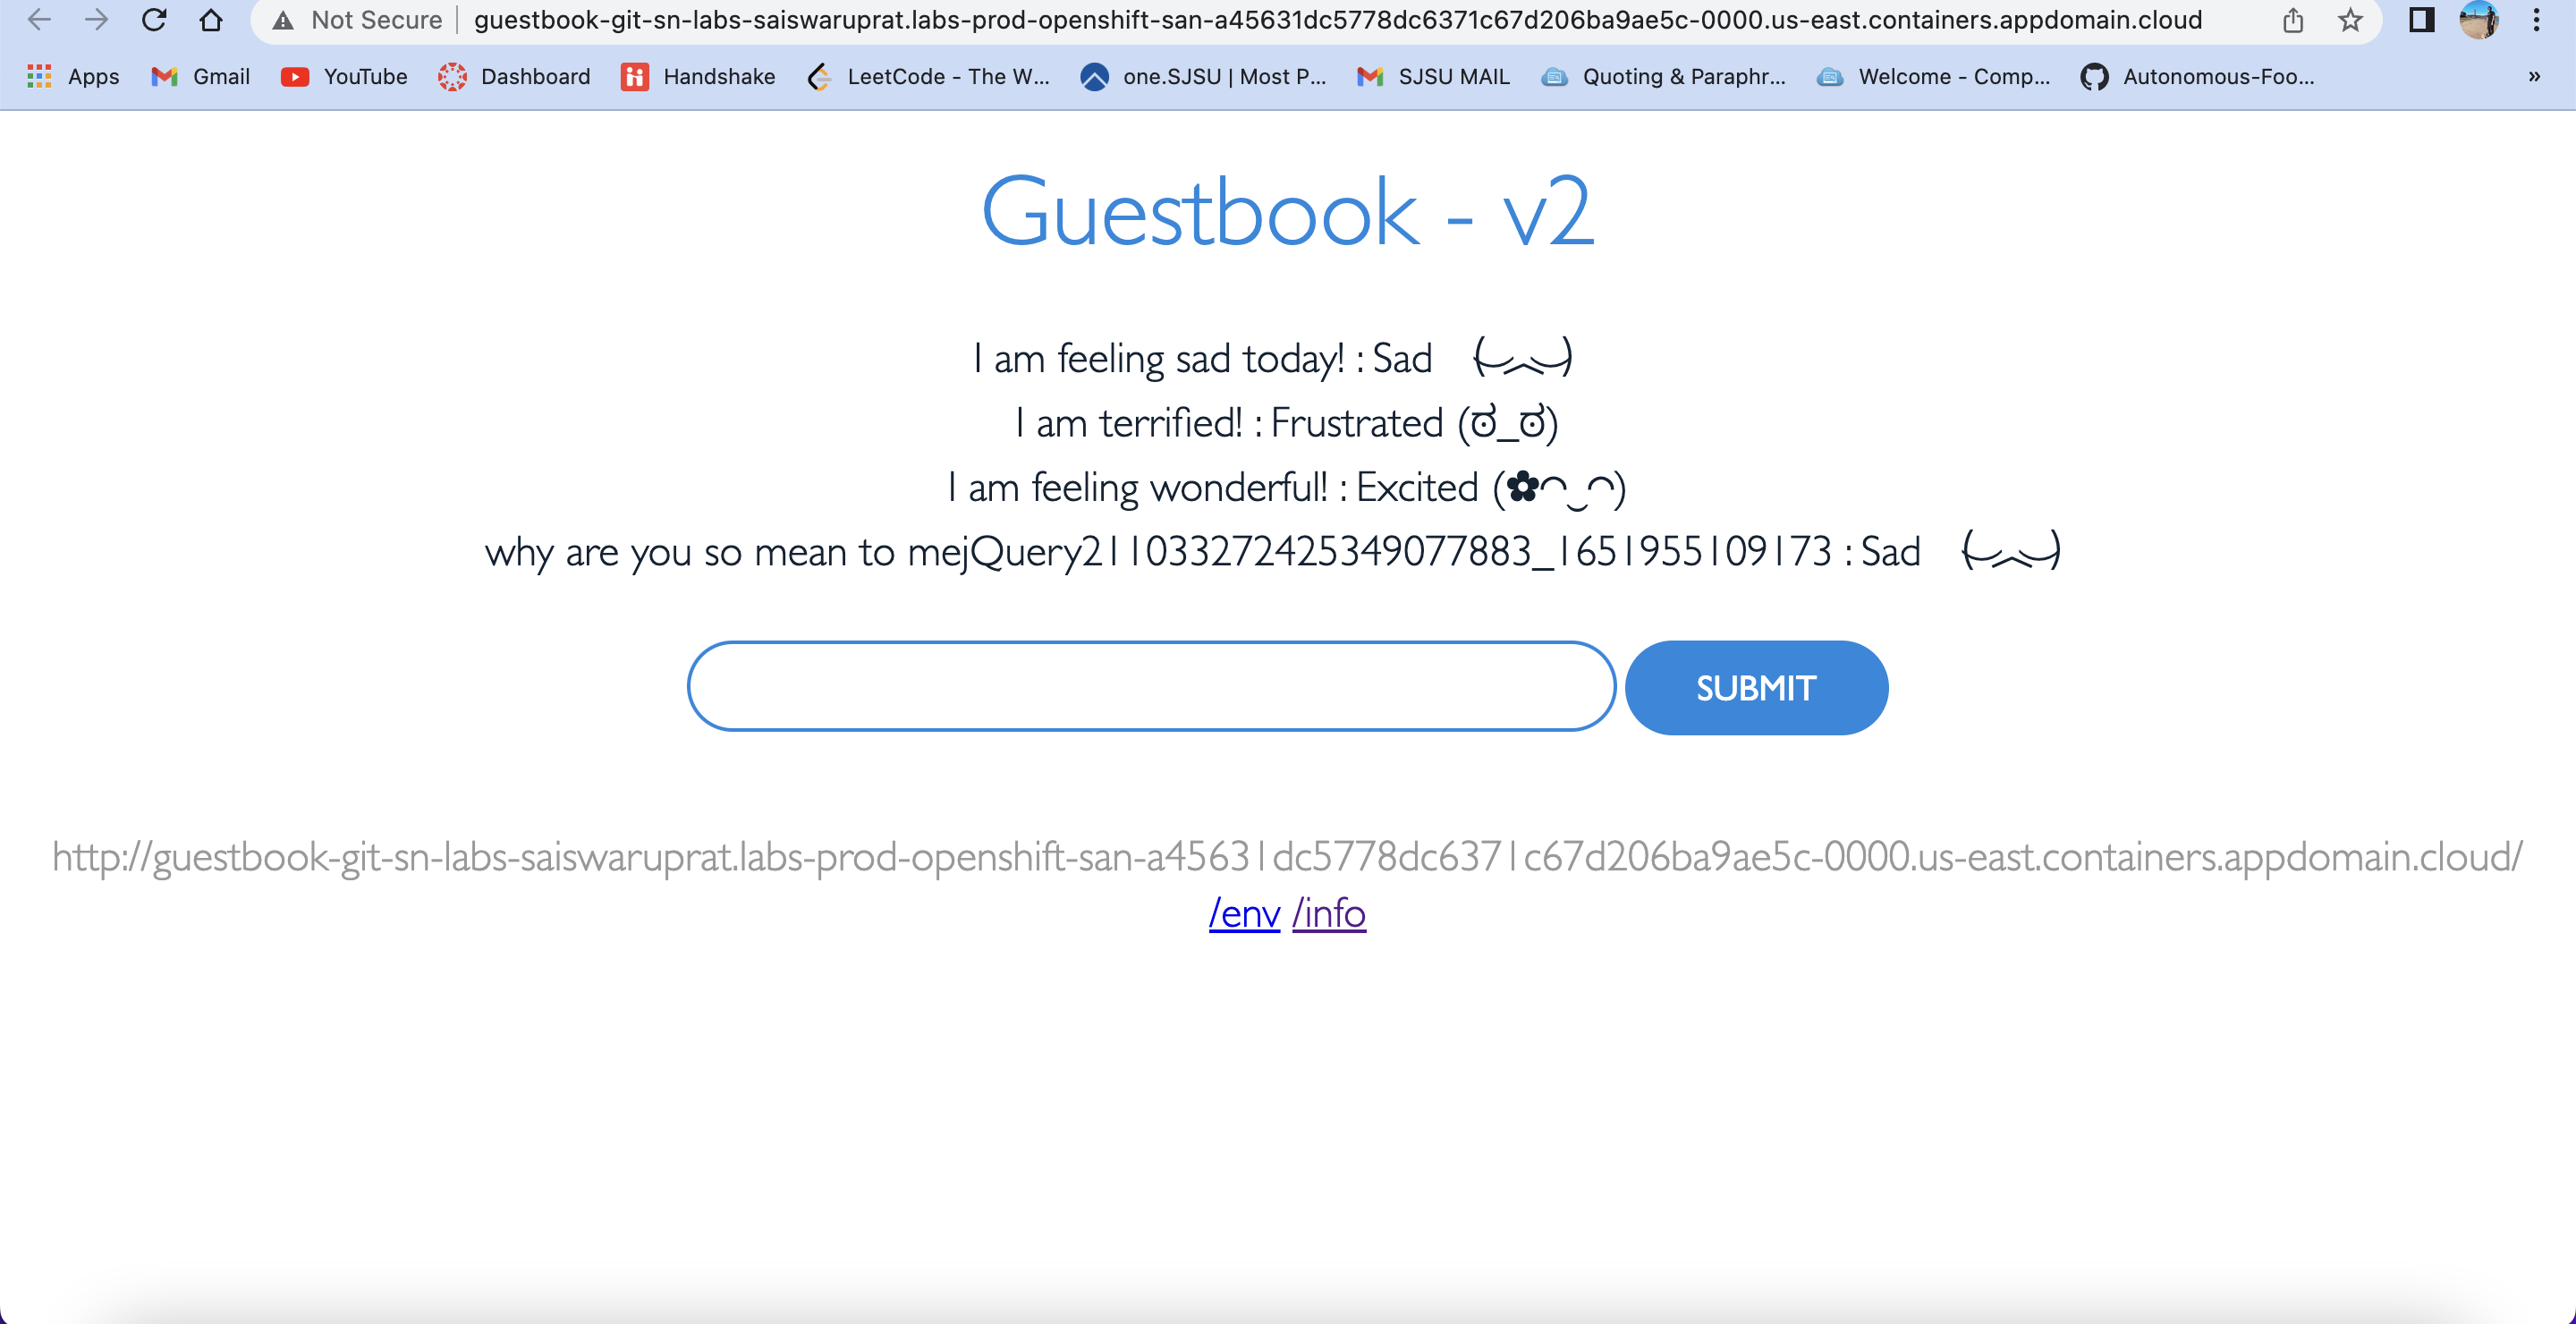 Not Secure guestbook-git-sn-labs-saiswaruprat.labs-prod-openshift-san-a45631dc5778dc6371c67d206ba9ae5c-0000.us-east.containers.appdomain.cloud
Apps Gmail YouTube Dashboard Handshake LeetCode - The W... one.SJSU | Most P... SJSU MAIL Quoting & Paraphr... Welcome - Comp... Autonomous-Foo... »
Guestbook - v2
I am feeling sad today! : Sad (︶︿︶)
I am terrified! : Frustrated (ಠ_ಠ)
I am feeling wonderful! : Excited (✿◠‿◠)
why are you so mean to mejQuery211033272425349077883_1651955109173 : Sad (︶︿︶)
SUBMIT
http://guestbook-git-sn-labs-saiswaruprat.labs-prod-openshift-san-a45631dc5778dc6371c67d206ba9ae5c-0000.us-east.containers.appdomain.cloud/
/env /info